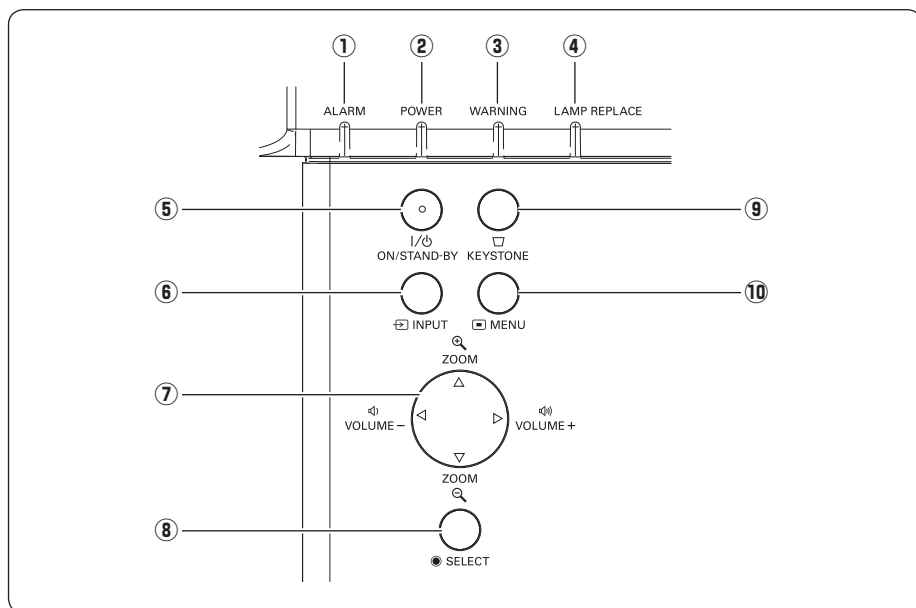 ① ② ③ ④
ALARM POWER WARNING LAMP REPLACE
⑤ ⑨
I/⏻
ON/STAND-BY KEYSTONE
⑥ ⑩
INPUT MENU
ZOOM
⑦
VOLUME – VOLUME +
ZOOM
⑧
SELECT